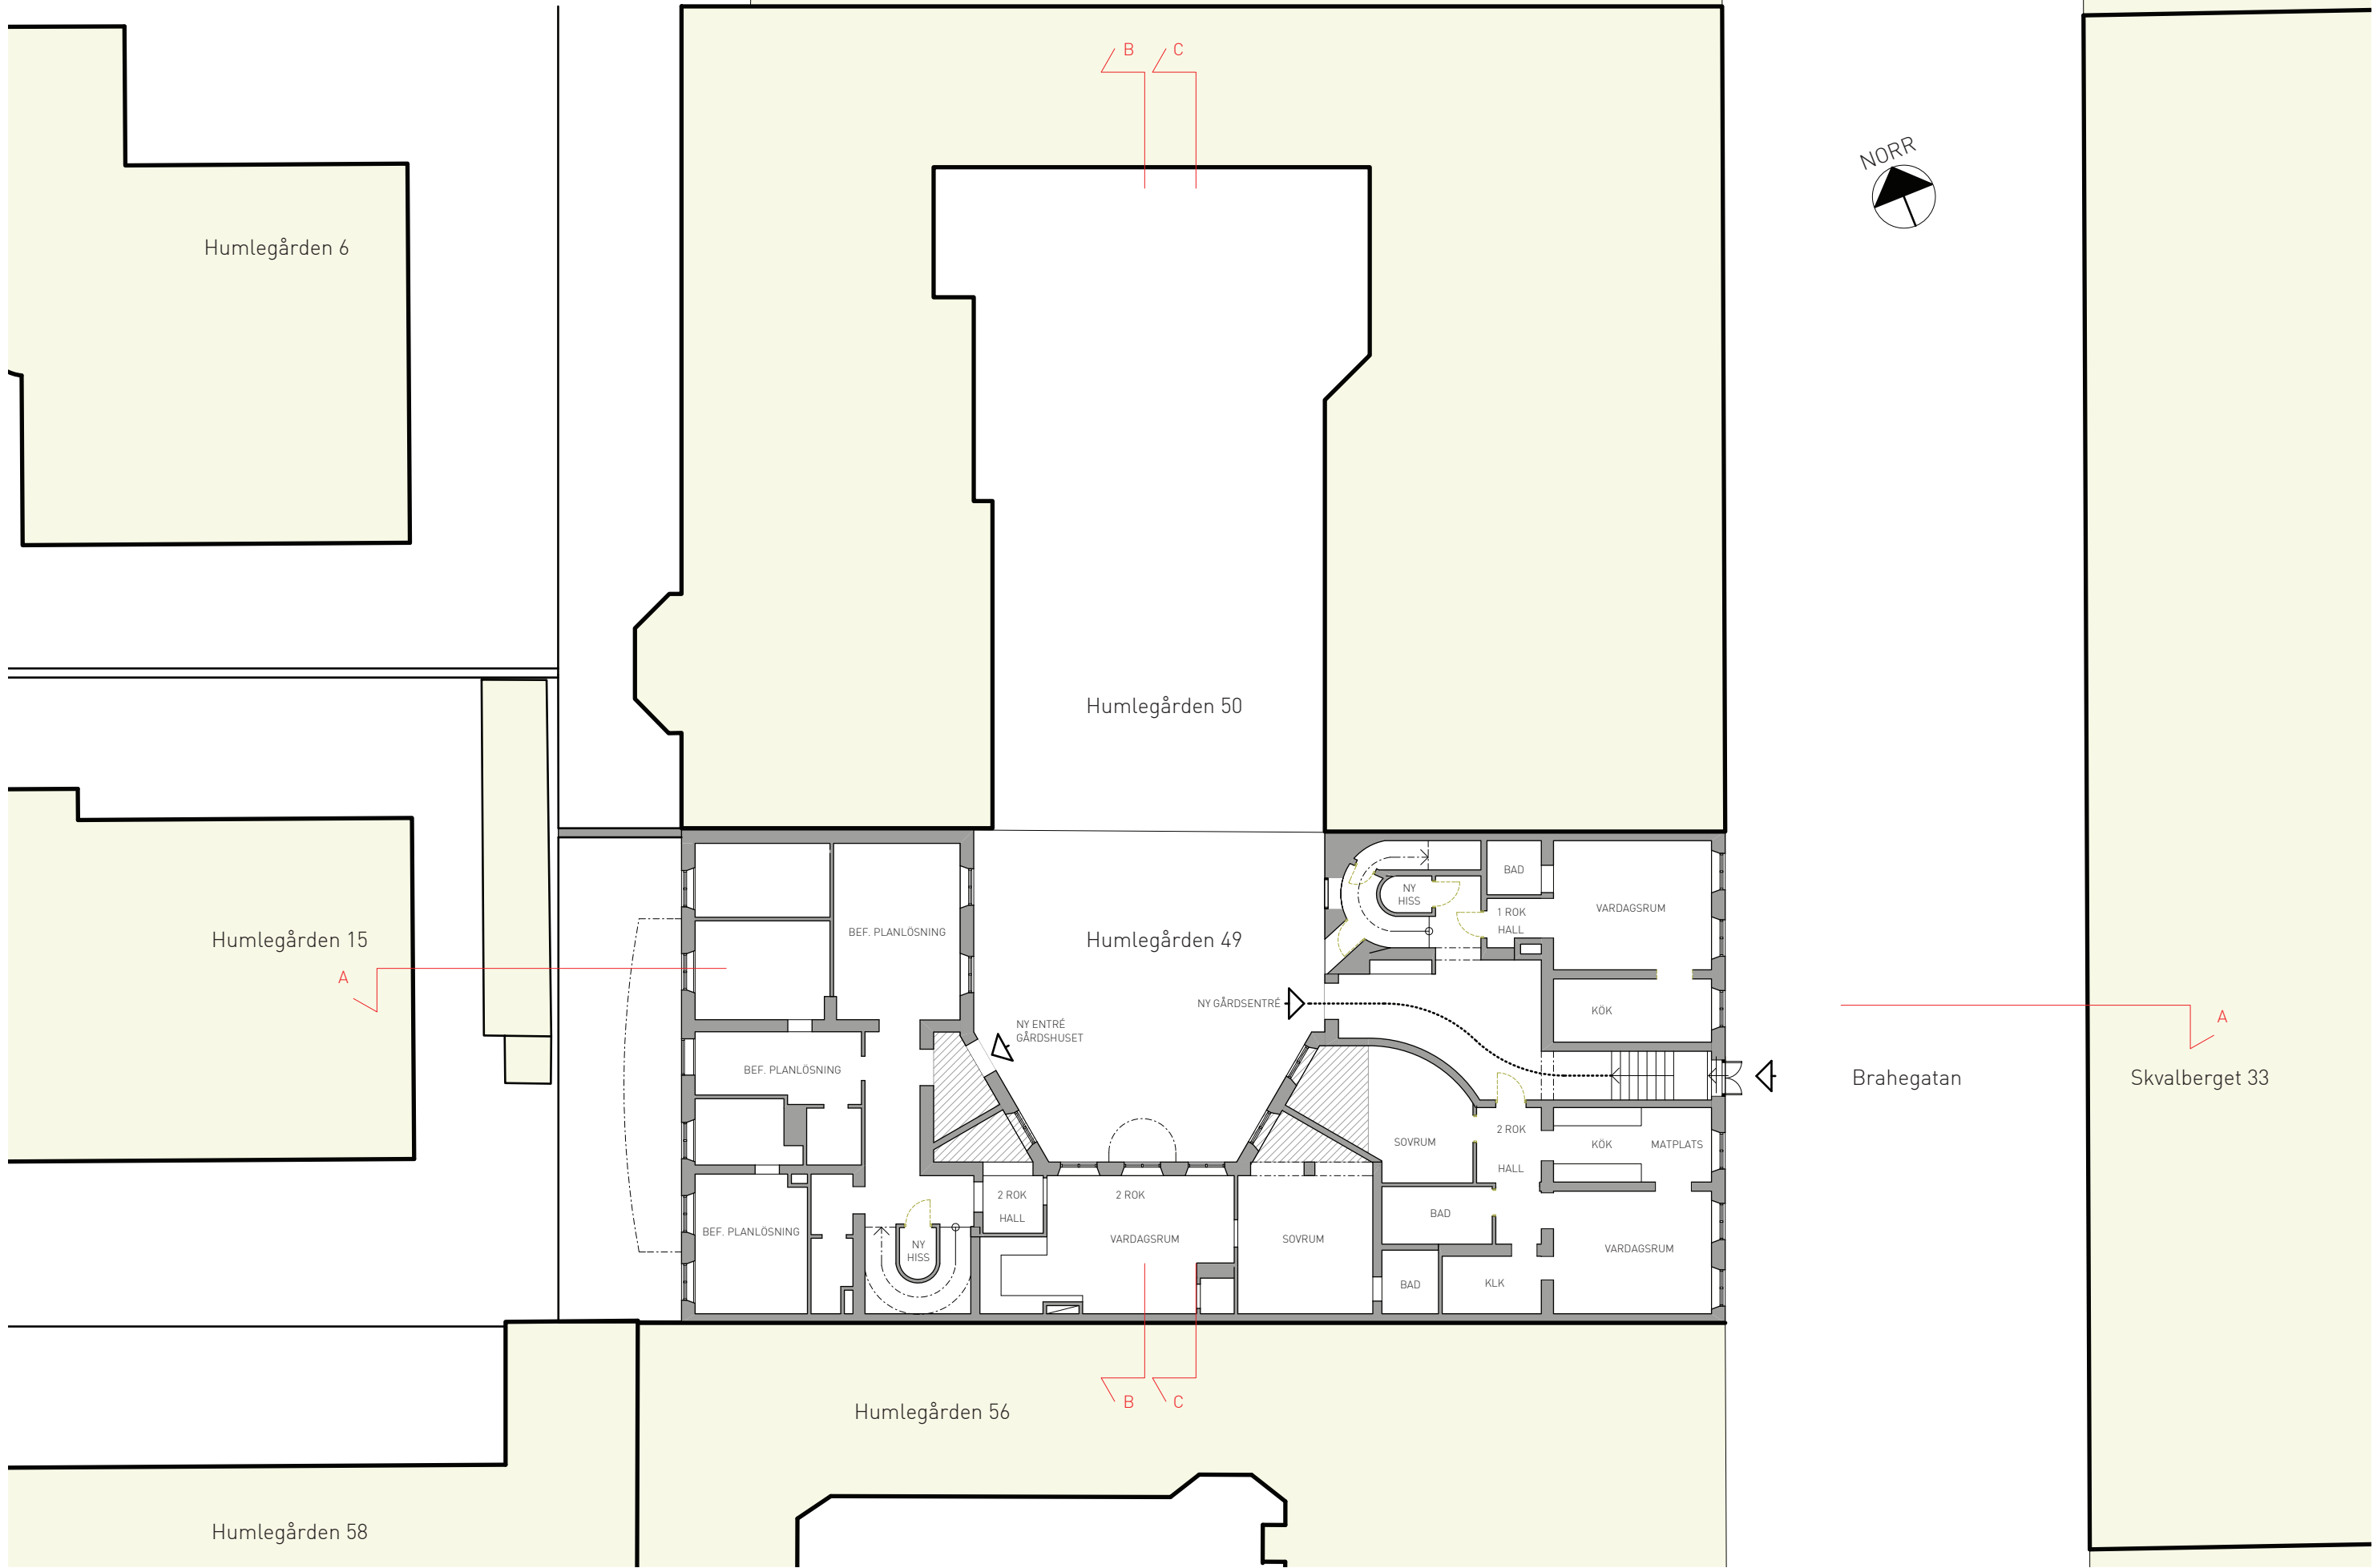 B
C
NORR
Humlegården 6
Humlegården 50
BAD
NY
HISS
VARDAGSRUM
1 ROK
HALL
BEF. PLANLÖSNING
Humlegården 15
Humlegården 49
A
NY GÅRDSENTRÉ
KÖK
A
NY ENTRÉ
GÅRDSHUSET
BEF. PLANLÖSNING
Brahegatan
Skvalberget 33
2 ROK
SOVRUM
KÖK
MATPLATS
HALL
2 ROK
HALL
2 ROK
BAD
BEF. PLANLÖSNING
VARDAGSRUM
SOVRUM
NY
HISS
VARDAGSRUM
BAD
KLK
B
C
Humlegården 56
Humlegården 58